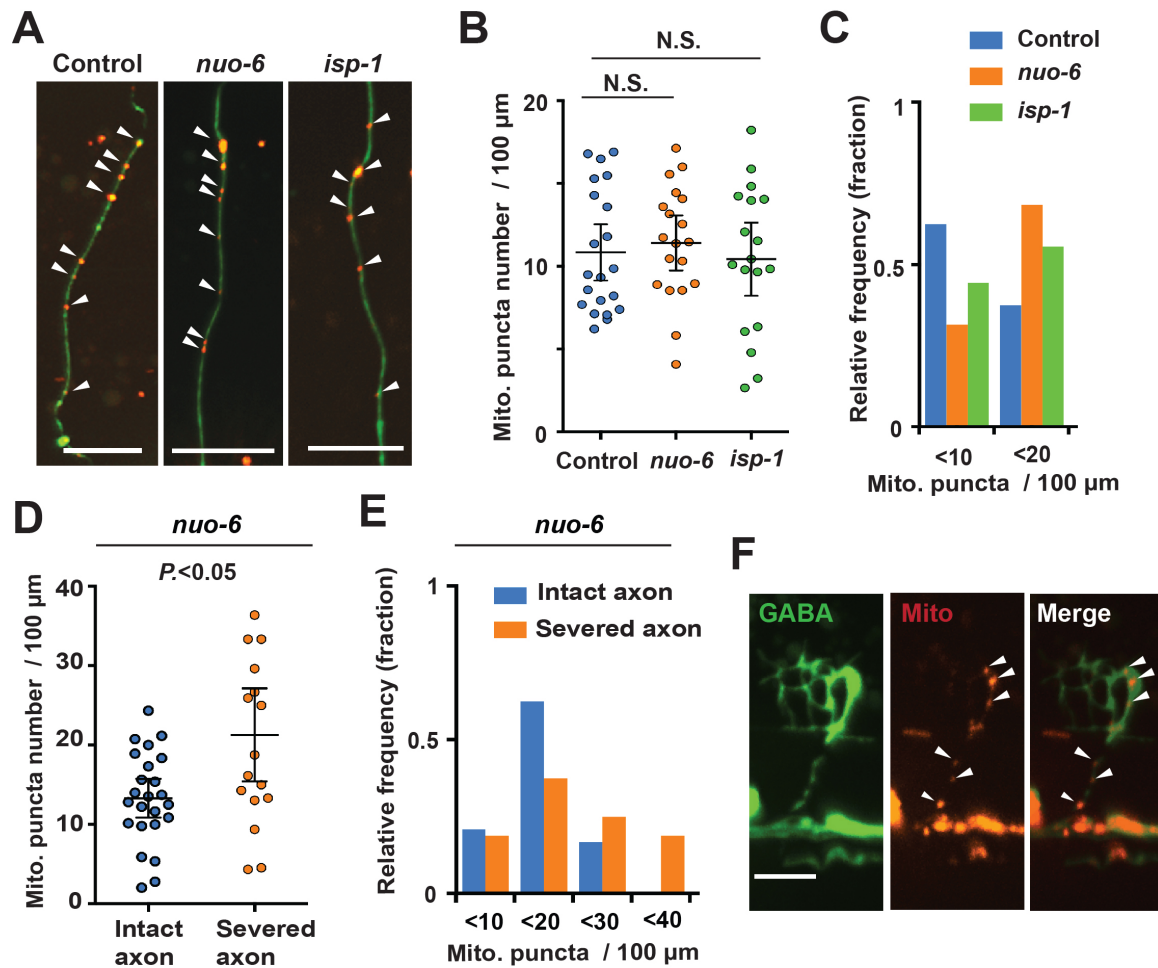 A
Control
nuo-6
isp-1
B
N.S.
N.S.
Mito. puncta number / 100 µm
20
10
0
Control nuo-6 isp-1
C
Control
nuo-6
isp-1
Relative frequency (fraction)
1
0.5
0
<10 <20
Mito. puncta / 100 µm
D
nuo-6
P.<0.05
Mito. puncta number / 100 µm
40
30
20
10
0
Intact axon
Severed axon
E
nuo-6
Intact axon
Severed axon
Relative frequency (fraction)
1
0.5
0
<10 <20 <30 <40
Mito. puncta / 100 µm
F
GABA
Mito
Merge